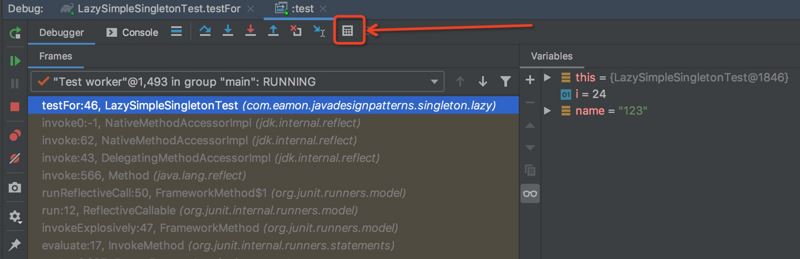 Debug: LazySimpleSingletonTest.testFor :test
Debugger Console
Frames
"Test worker"@1,493 in group "main": RUNNING
testFor:46, LazySimpleSingletonTest (com.eamon.javadesignpatterns.singleton.lazy)
invoke0:-1, NativeMethodAccessorImpl (jdk.internal.reflect)
invoke:62, NativeMethodAccessorImpl (jdk.internal.reflect)
invoke:43, DelegatingMethodAccessorImpl (jdk.internal.reflect)
invoke:566, Method (java.lang.reflect)
runReflectiveCall:50, FrameworkMethod$1 (org.junit.runners.model)
run:12, ReflectiveCallable (org.junit.internal.runners.model)
invokeExplosively:47, FrameworkMethod (org.junit.runners.model)
evaluate:17, InvokeMethod (org.junit.internal.runners.statements)
Variables
this = {LazySimpleSingletonTest@1846}
01 i = 24
name = "123"